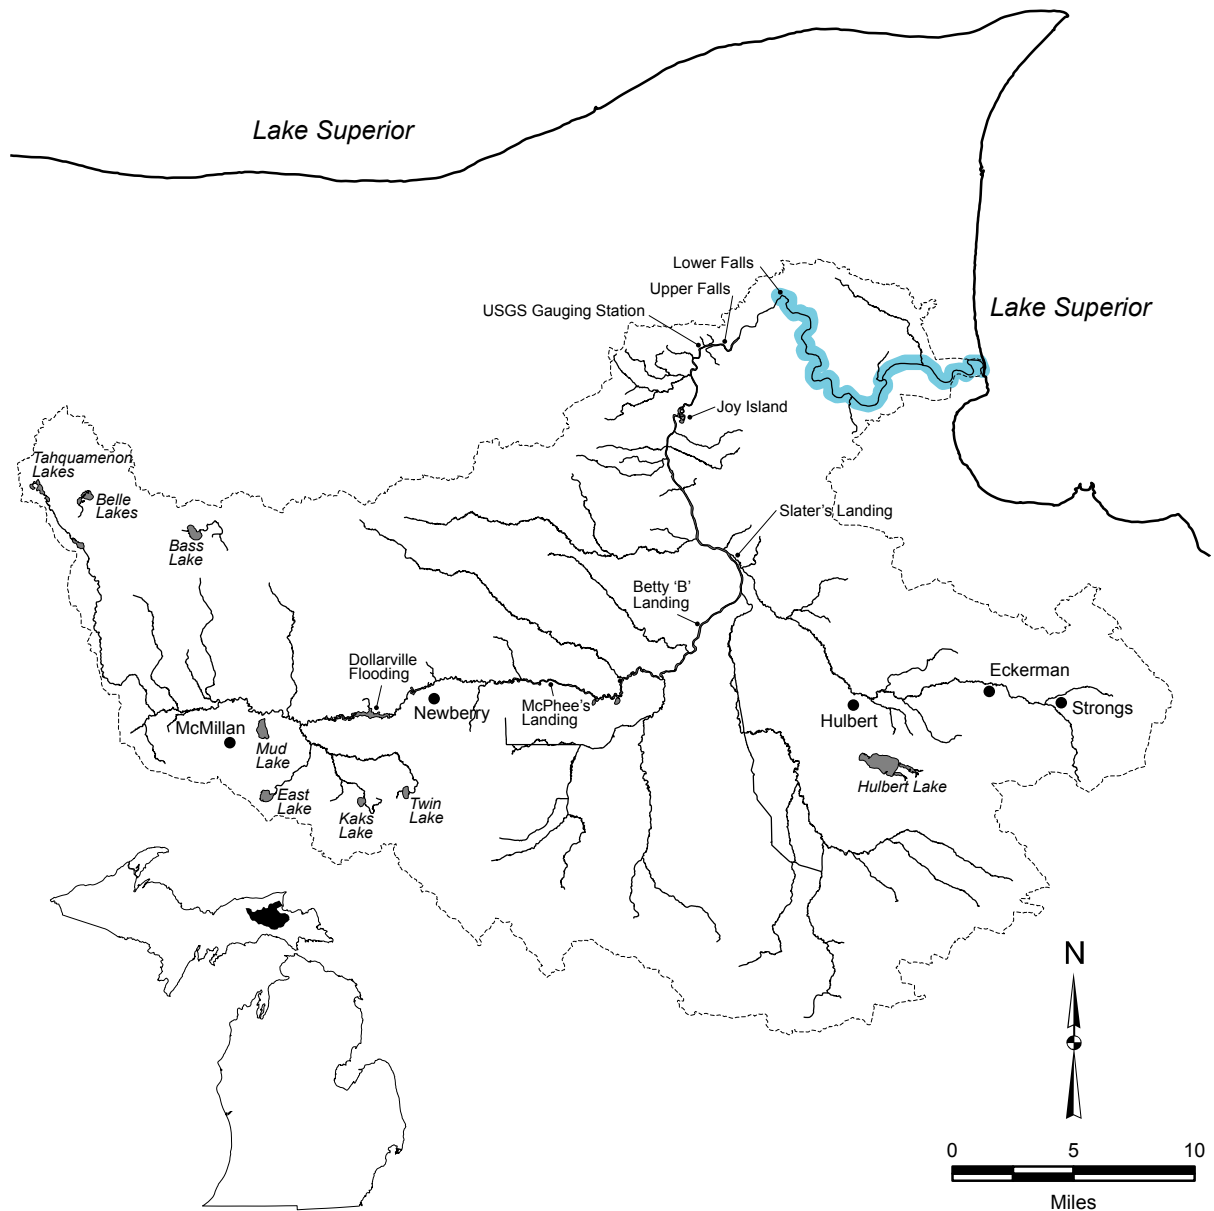 Lake Superior
Lower Falls
Upper Falls
USGS Gauging Station
Lake Superior
Joy Island
Tahquamenon
Lakes
Belle
Lakes
Bass
Lake
Slater's Landing
Betty 'B'
Landing
Dollarville
Flooding
Eckerman
McPhee's
Landing
Newberry
Hulbert
Strongs
McMillan
Mud
Lake
Hulbert Lake
East
Lake
Kaks
Lake
Twin
Lake
N
0 5 10
Miles